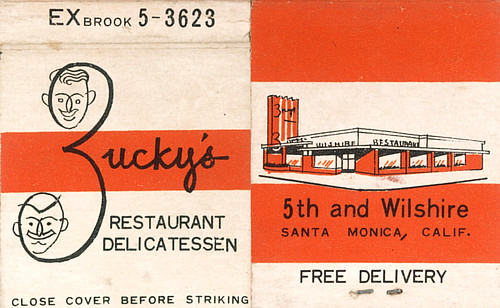 EXBROOK 5-3623
Zucky's
RESTAURANT
DELICATESSEN
CLOSE COVER BEFORE STRIKING
WILSHIRE RESTAURANT
5th and Wilshire
SANTA MONICA, CALIF.
FREE DELIVERY